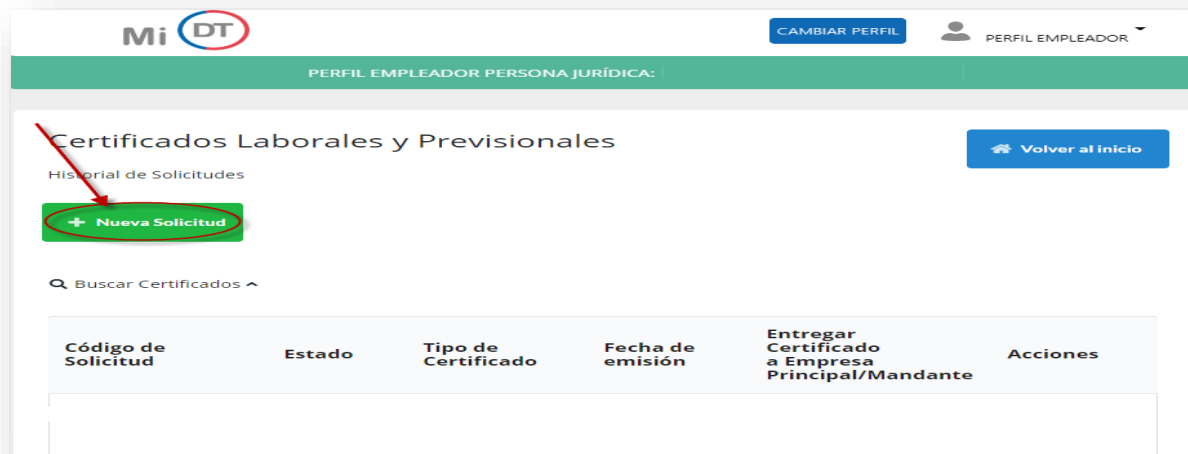 Mi DT
CAMBIAR PERFIL
PERFIL EMPLEADOR
PERFIL EMPLEADOR PERSONA JURÍDICA:
Certificados Laborales y Previsionales
Volver al inicio
Historial de Solicitudes
+ Nueva Solicitud
Buscar Certificados
Código de
Solicitud
Estado
Tipo de
Certificado
Fecha de
emisión
Entregar
Certificado
a Empresa
Principal/Mandante
Acciones